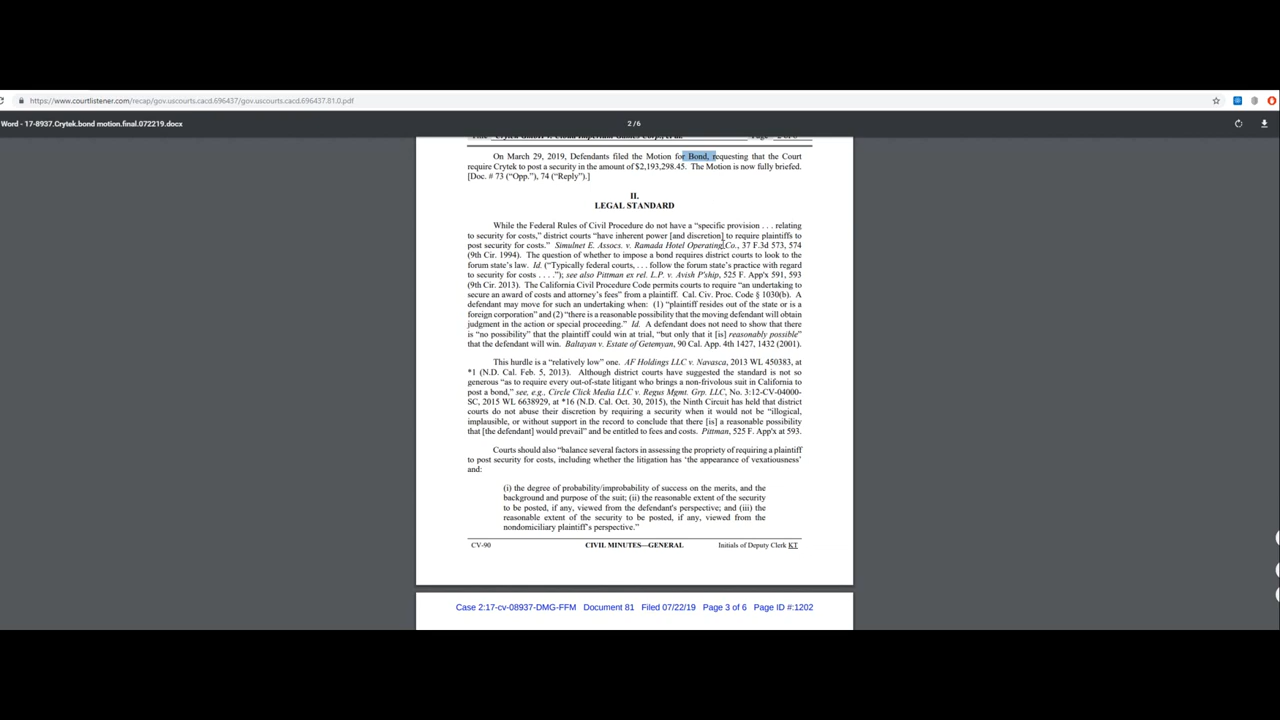 https://www.courtlistener.com/recap/gov.uscourts.cacd.696437/gov.uscourts.cacd.696437.81.0.pdf
Word - 17-8937.Crytek.bond motion.final.072219.docx
2/6
On March 29, 2019, Defendants filed the Motion for Bond, requesting that the Court
require Crytek to post a security in the amount of $2,193,298.45. The Motion is now fully briefed.
[Doc. # 73 (“Opp.”), 74 (“Reply”).]
II.
LEGAL STANDARD
While the Federal Rules of Civil Procedure do not have a “specific provision . . . relating
to security for costs,” district courts “have inherent power [and discretion] to require plaintiffs to
post security for costs.” Simulnet E. Assocs. v. Ramada Hotel Operating Co., 37 F.3d 573, 574
(9th Cir. 1994). The question of whether to impose a bond requires district courts to look to the
forum state’s law. Id. (“Typically federal courts, . . . follow the forum state’s practice with regard
to security for costs . . . .”); see also Pittman ex rel. L.P. v. Avish P’ship, 525 F. App’x 591, 593
(9th Cir. 2013). The California Civil Procedure Code permits courts to require “an undertaking to
secure an award of costs and attorney’s fees” from a plaintiff. Cal. Civ. Proc. Code § 1030(b). A
defendant may move for such an undertaking when: (1) “plaintiff resides out of the state or is a
foreign corporation” and (2) “there is a reasonable possibility that the moving defendant will obtain
judgment in the action or special proceeding.” Id. A defendant does not need to show that there
is “no possibility” that the plaintiff could win at trial, “but only that it [is] reasonably possible”
that the defendant will win. Baltayan v. Estate of Getemyan, 90 Cal. App. 4th 1427, 1432 (2001).
This hurdle is a “relatively low” one. AF Holdings LLC v. Navasca, 2013 WL 450383, at
*1 (N.D. Cal. Feb. 5, 2013). Although district courts have suggested the standard is not so
generous “as to require every out-of-state litigant who brings a non-frivolous suit in California to
post a bond,” see, e.g., Circle Click Media LLC v. Regus Mgmt. Grp. LLC, No. 3:12-CV-04000-
SC, 2015 WL 6638929, at *16 (N.D. Cal. Oct. 30, 2015), the Ninth Circuit has held that district
courts do not abuse their discretion by requiring a security when it would not be “illogical,
implausible, or without support in the record to conclude that there [is] a reasonable possibility
that [the defendant] would prevail” and be entitled to fees and costs. Pittman, 525 F. App’x at 593.
Courts should also “balance several factors in assessing the propriety of requiring a plaintiff
to post security for costs, including whether the litigation has ‘the appearance of vexatiousness’
and:
(i) the degree of probability/improbability of success on the merits, and the
background and purpose of the suit; (ii) the reasonable extent of the security
to be posted, if any, viewed from the defendant's perspective; and (iii) the
reasonable extent of the security to be posted, if any, viewed from the
nondomiciliary plaintiff's perspective.”
CV-90 CIVIL MINUTES—GENERAL Initials of Deputy Clerk KT
Case 2:17-cv-08937-DMG-FFM Document 81 Filed 07/22/19 Page 3 of 6 Page ID #:1202